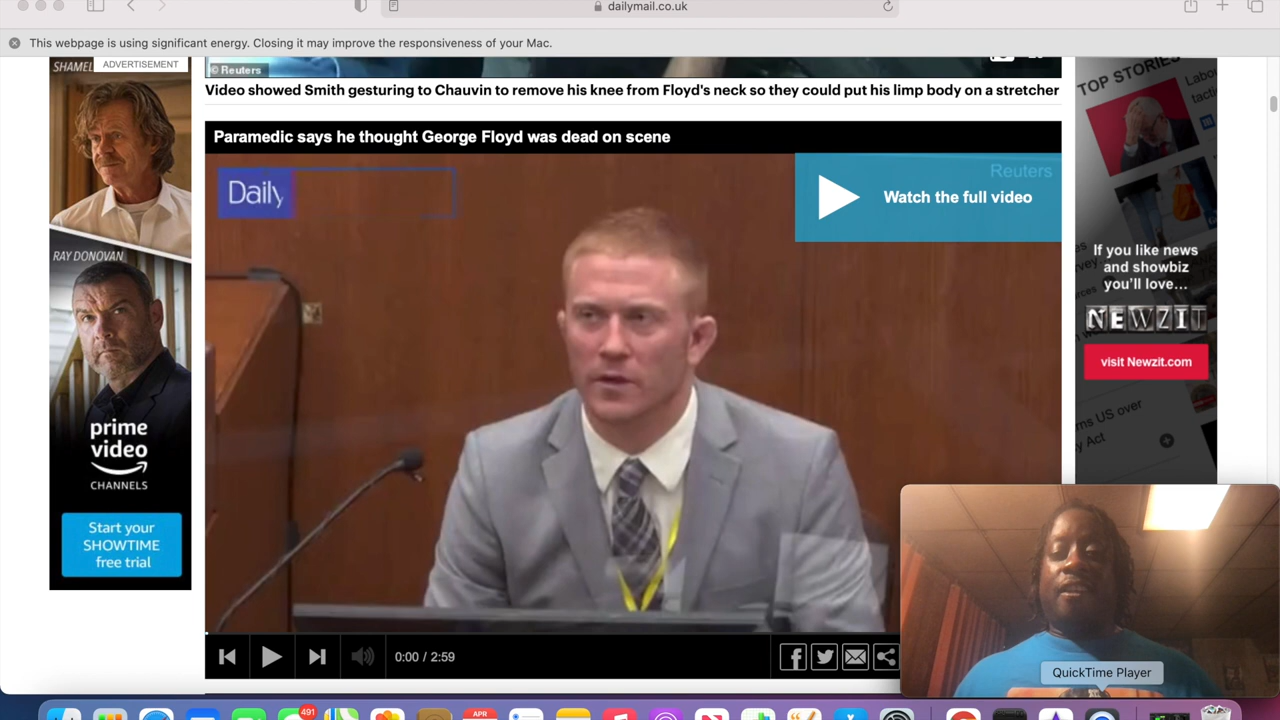 dailymail.co.uk
This webpage is using significant energy. Closing it may improve the responsiveness of your Mac.
ADVERTISEMENT
RAY DONOVAN
prime video
CHANNELS
Start your
SHOWTIME
free trial
© Reuters
Video showed Smith gesturing to Chauvin to remove his knee from Floyd's neck so they could put his limp body on a stretcher
Paramedic says he thought George Floyd was dead on scene
Daily
Reuters
Watch the full video
0:00 / 2:59
TOP STORIES
If you like news
and showbiz
you'll love...
NEWZIT
visit Newzit.com
US over
Act
QuickTime Player
491
APR